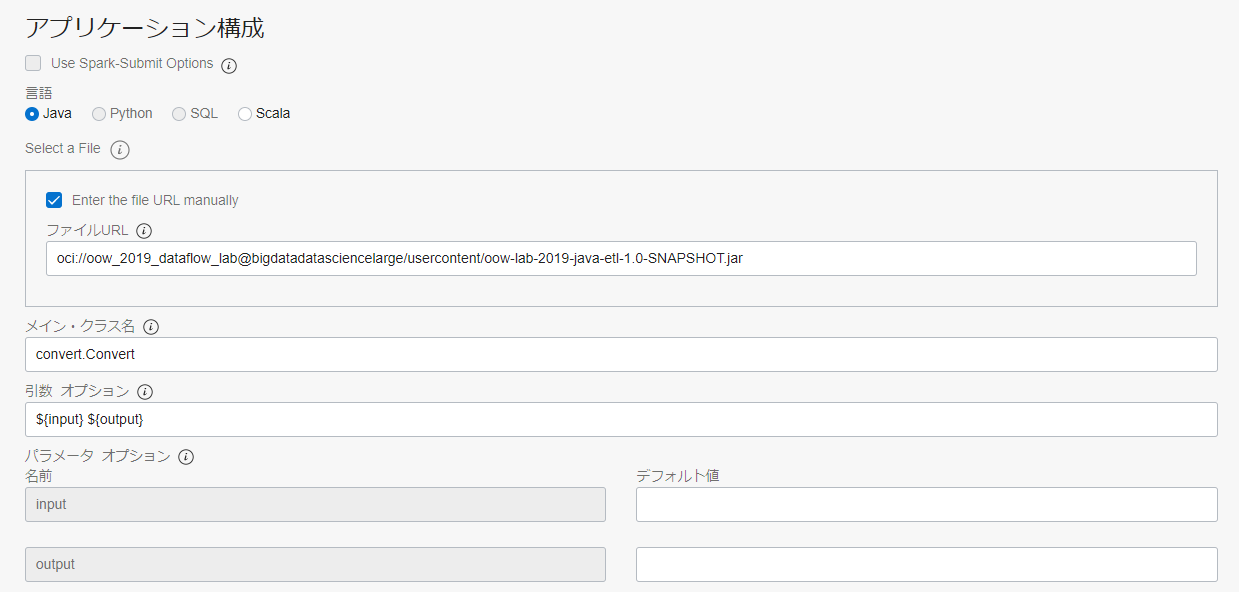 アプリケーション構成
Use Spark-Submit Options i
言語
Java Python SQL Scala
Select a File i
Enter the file URL manually
ファイルURL i
oci://oow_2019_dataflow_lab@bigdatadatasciencelarge/usercontent/oow-lab-2019-java-etl-1.0-SNAPSHOT.jar
メイン・クラス名 i
convert.Convert
引数 オプション i
${input} ${output}
パラメータ オプション i
名前 デフォルト値
input
output